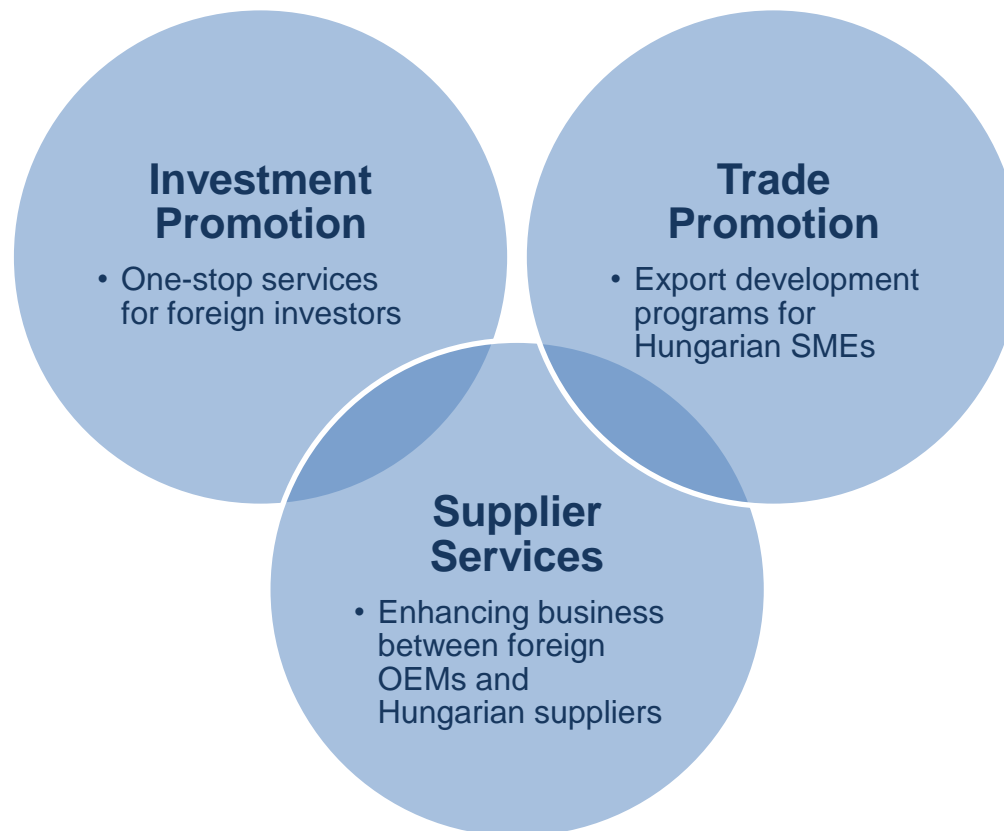 Investment
Promotion
• One-stop services
for foreign investors
Trade
Promotion
• Export development
programs for
Hungarian SMEs
Supplier
Services
• Enhancing business
between foreign
OEMs and
Hungarian suppliers